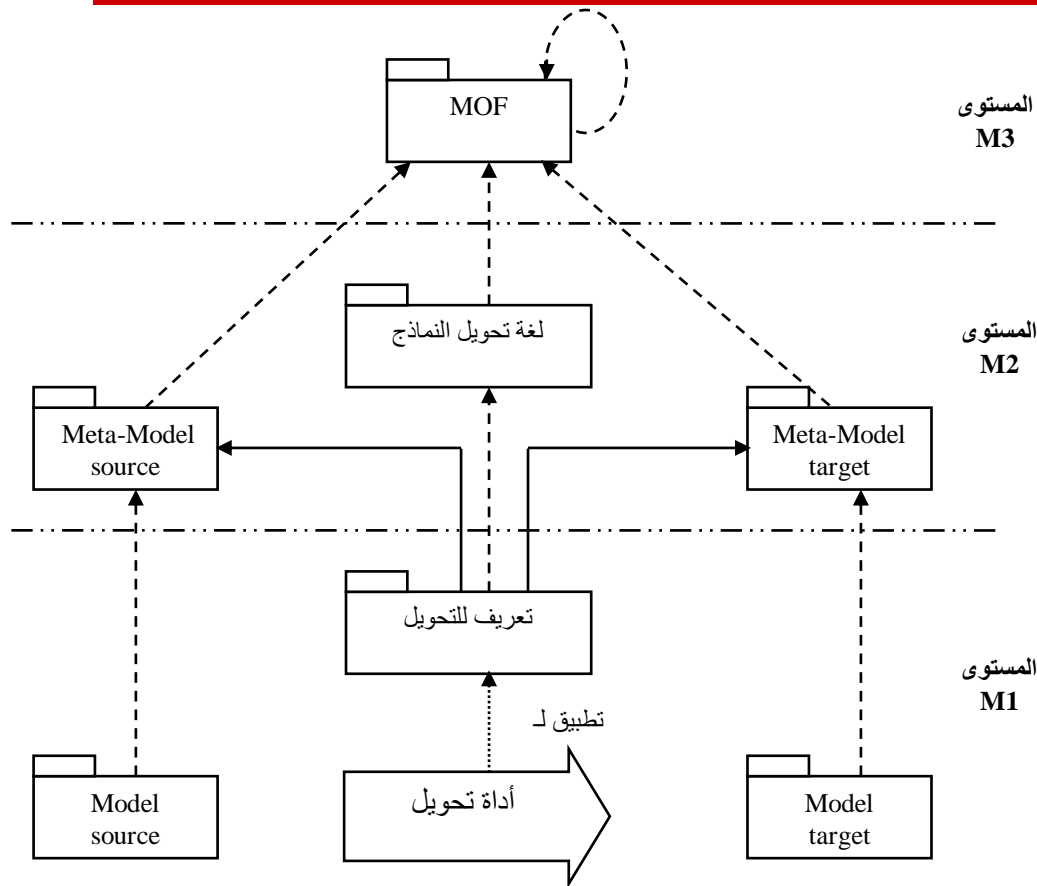 MOF
المستوى
M3
لغة تحويل النماذج
المستوى
M2
Meta-Model
source
Meta-Model
target
تعريف للتحويل
المستوى
M1
تطبيق لـ
أداة تحويل
Model
source
Model
target